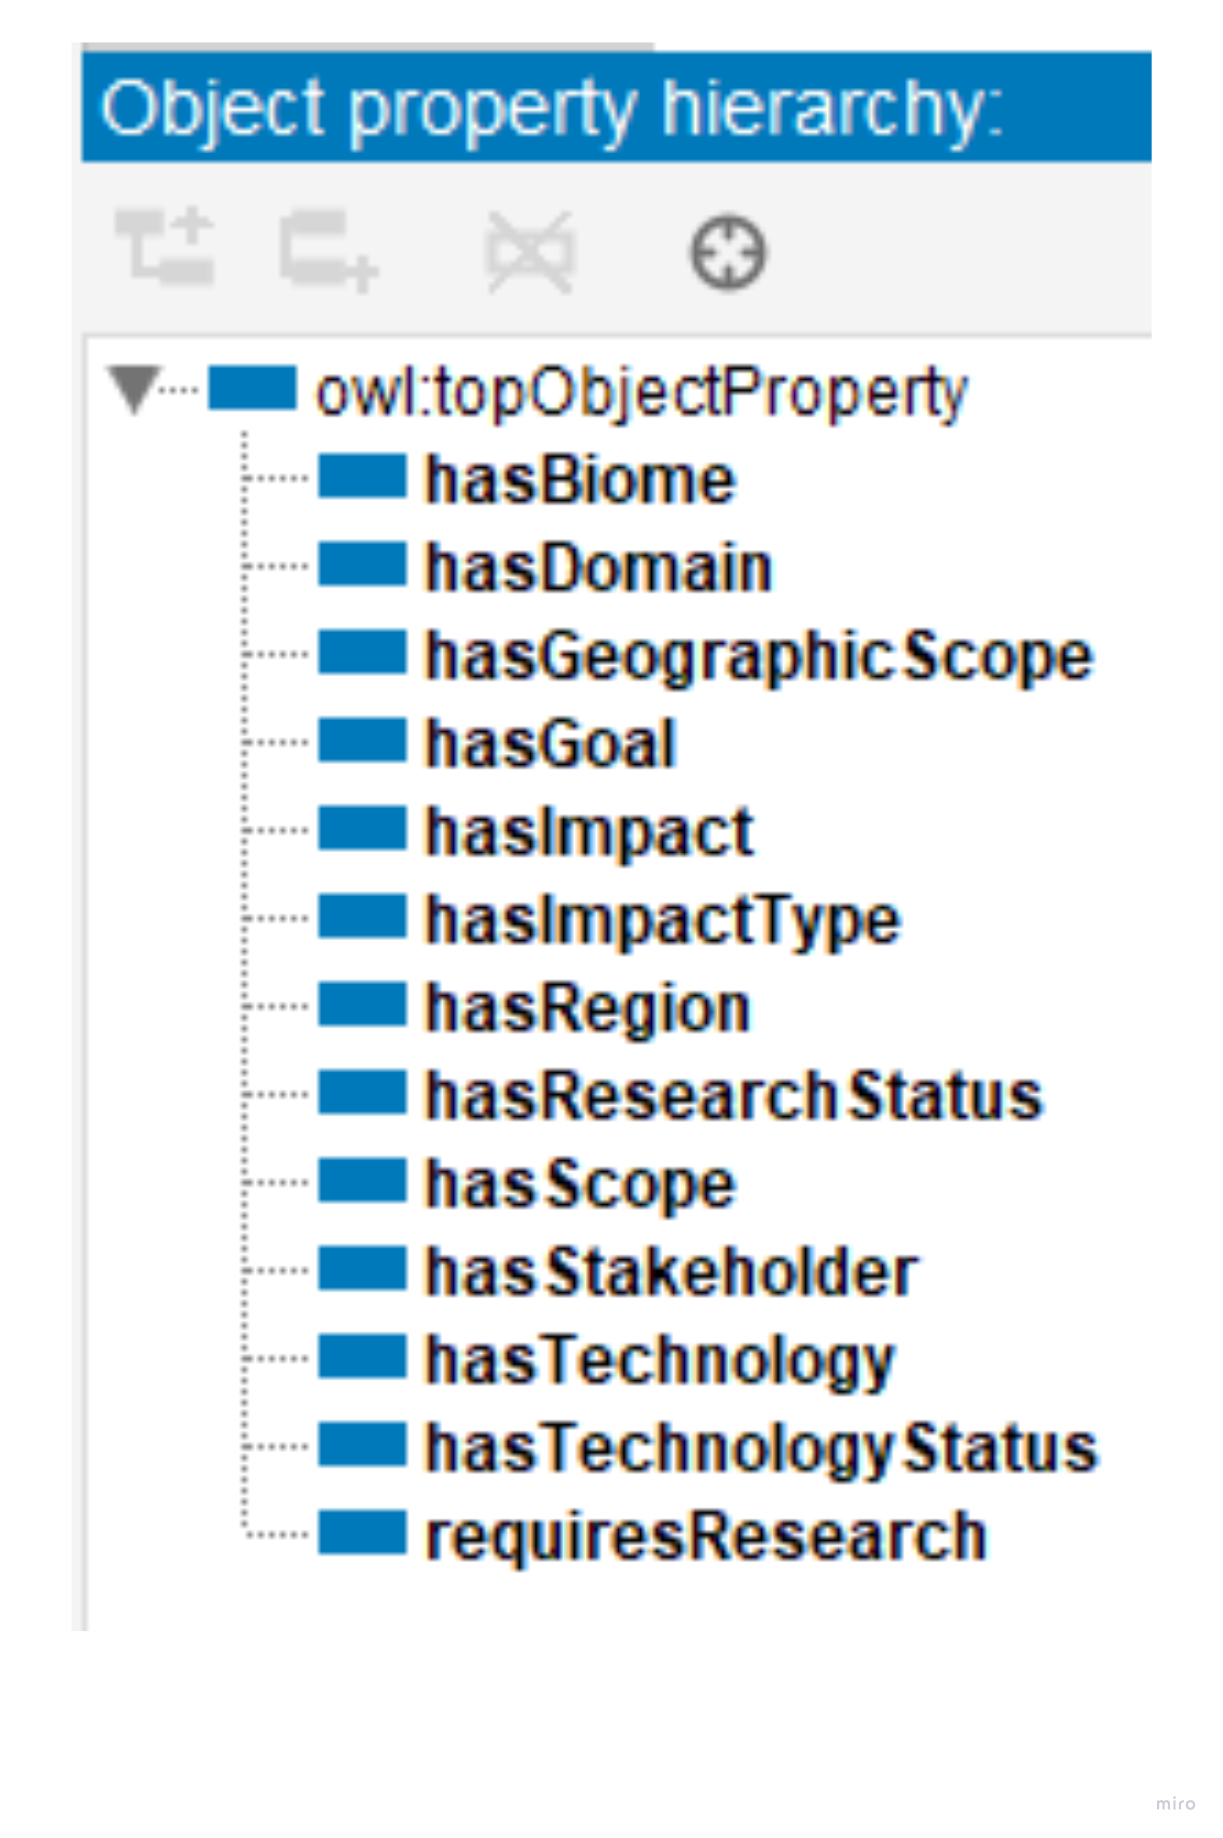 Object property hierarchy:
owl:topObjectProperty
hasBiome
hasDomain
hasGeographicScope
hasGoal
hasImpact
hasImpactType
hasRegion
hasResearchStatus
hasScope
hasStakeholder
hasTechnology
hasTechnologyStatus
requiresResearch
miro